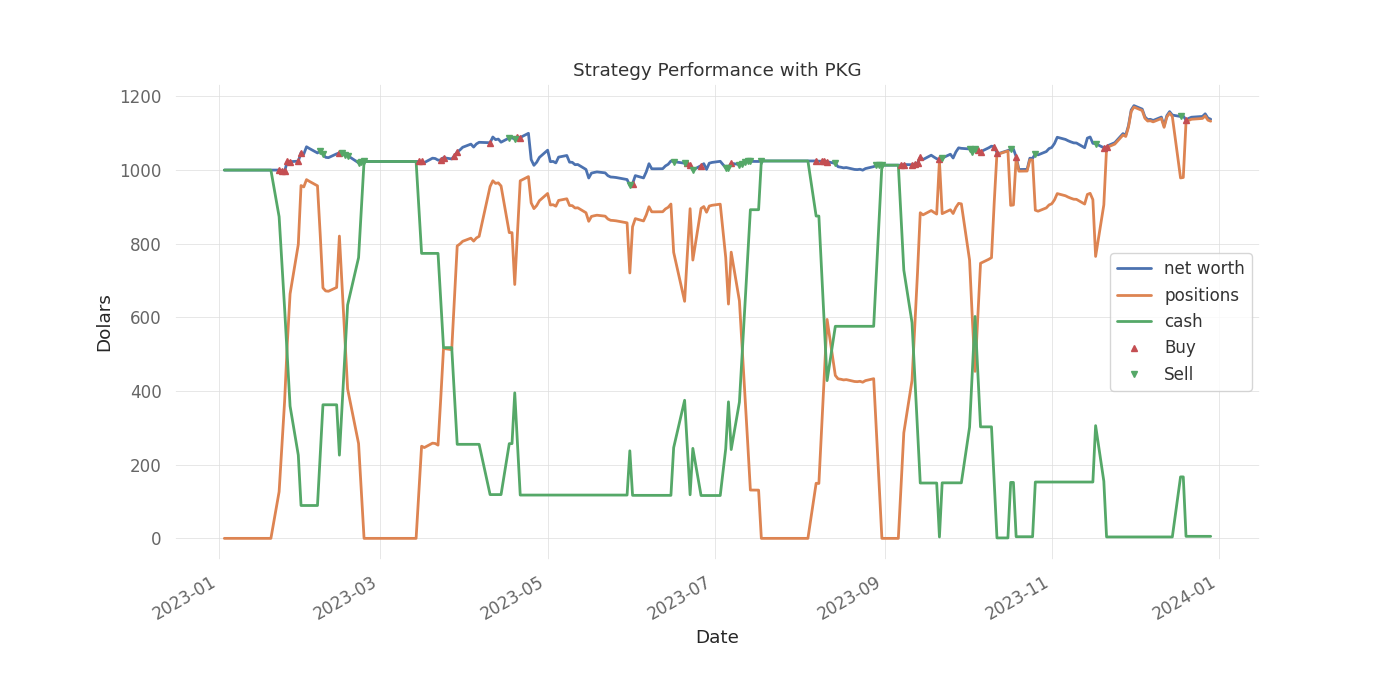 Strategy Performance with PKG
1200
1000
800
600
400
200
0
Dolars
net worth
positions
cash
Buy
Sell
2023-01
2023-03
2023-05
2023-07
2023-09
2023-11
2024-01
Date